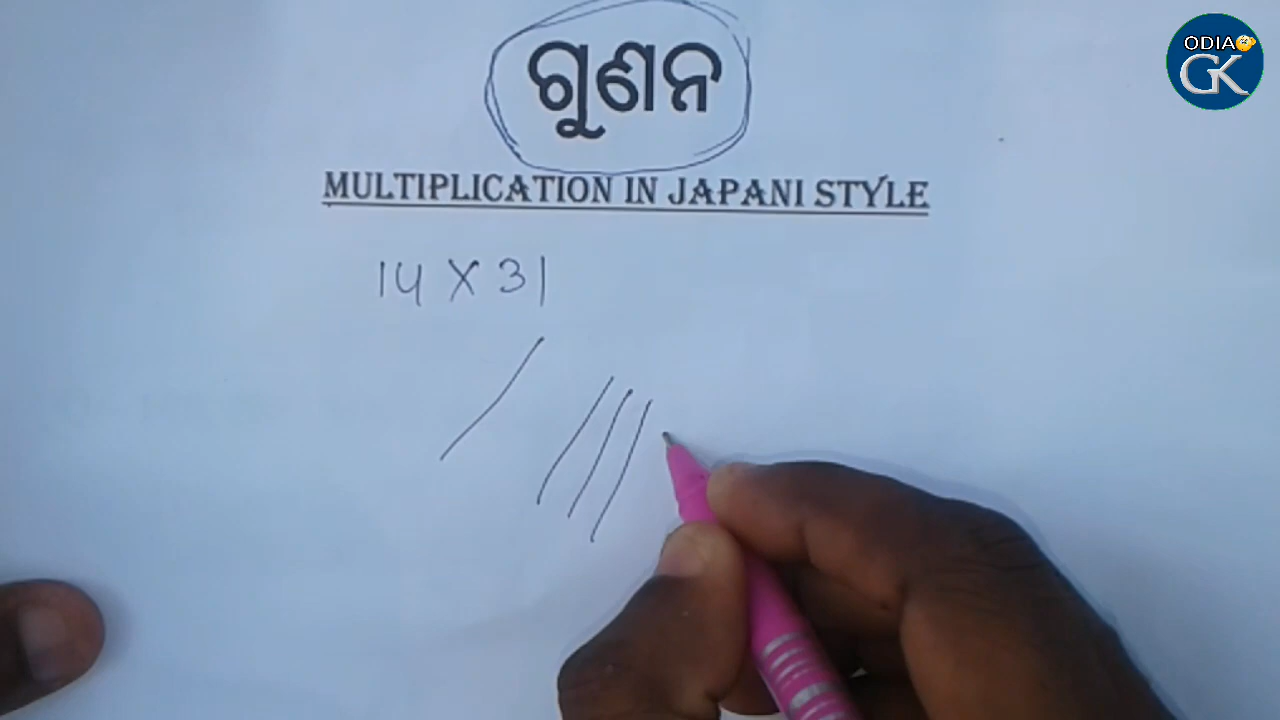 ଗୁଣନ
MULTIPLICATION IN JAPANI STYLE
14 X 31
ODIA
GK